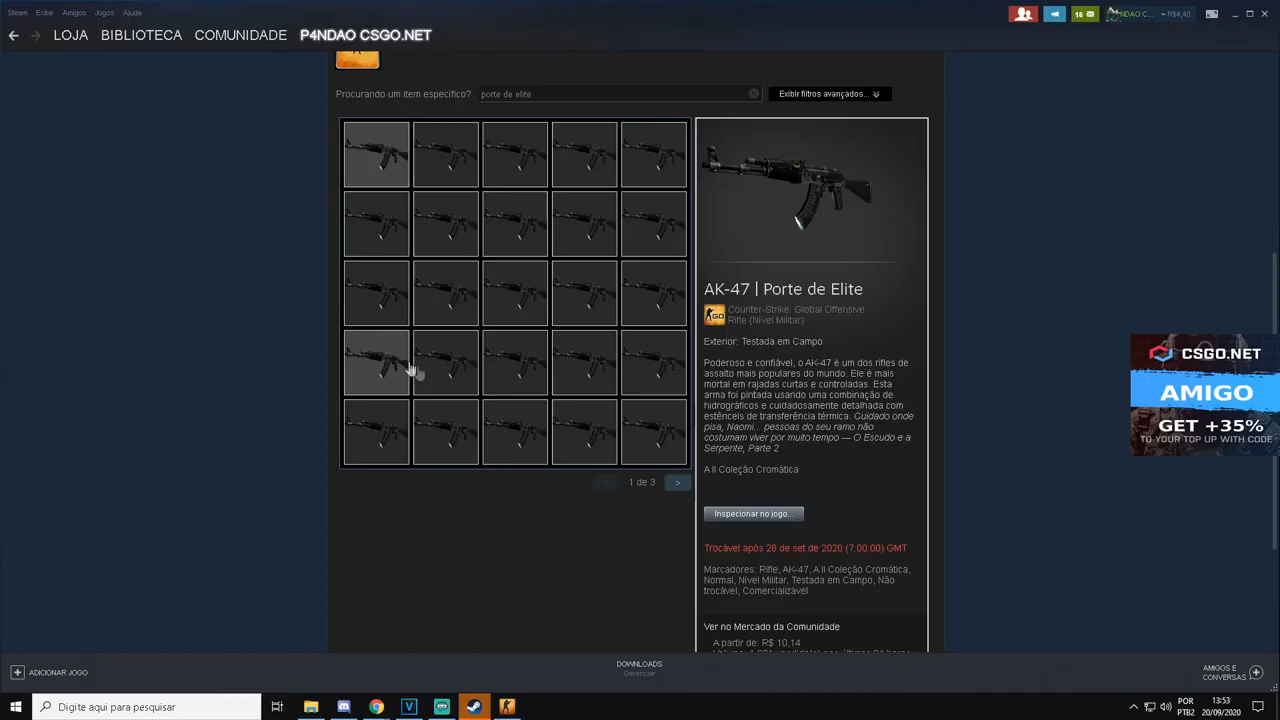 Steam Exibir Amigos Jogos Ajuda
16
P4NDAO C... R$4,40
LOJA BIBLIOTECA COMUNIDADE P4NDAO CSGO.NET
Procurando um item específico? porte de elite Exibir filtros avançados...
AK-47 | Porte de Elite
GO
Counter-Strike: Global Offensive
Rifle (Nível Militar)
Exterior: Testada em Campo
Poderoso e confiável, o AK-47 é um dos rifles de
assalto mais populares do mundo. Ele é mais
mortal em rajadas curtas e controladas. Esta
arma foi pintada usando uma combinação de
hidrográficos e cuidadosamente detalhada com
estênceis de transferência térmica. Cuidado onde
pisa, Naomi... pessoas do seu ramo não
costumam viver por muito tempo — O Escudo e a
Serpente, Parte 2
A II Coleção Cromática
1 de 3 >
Inspecionar no jogo...
Trocável após 28 de set de 2020 (7:00:00) GMT
Marcadores: Rifle, AK-47, A II Coleção Cromática,
Normal, Nível Militar, Testada em Campo, Não
trocável, Comercializável
Ver no Mercado da Comunidade
A partir de: R$ 10,14
CSGO.NET
AMIGO
GET +35%
TO YOUR TOP UP WITH CODE
ADICIONAR JOGO
DOWNLOADS
Gerenciar
AMIGOS E
CONVERSAS
Digite aqui para pesquisar
POR
PTB2
13:53
20/09/2020